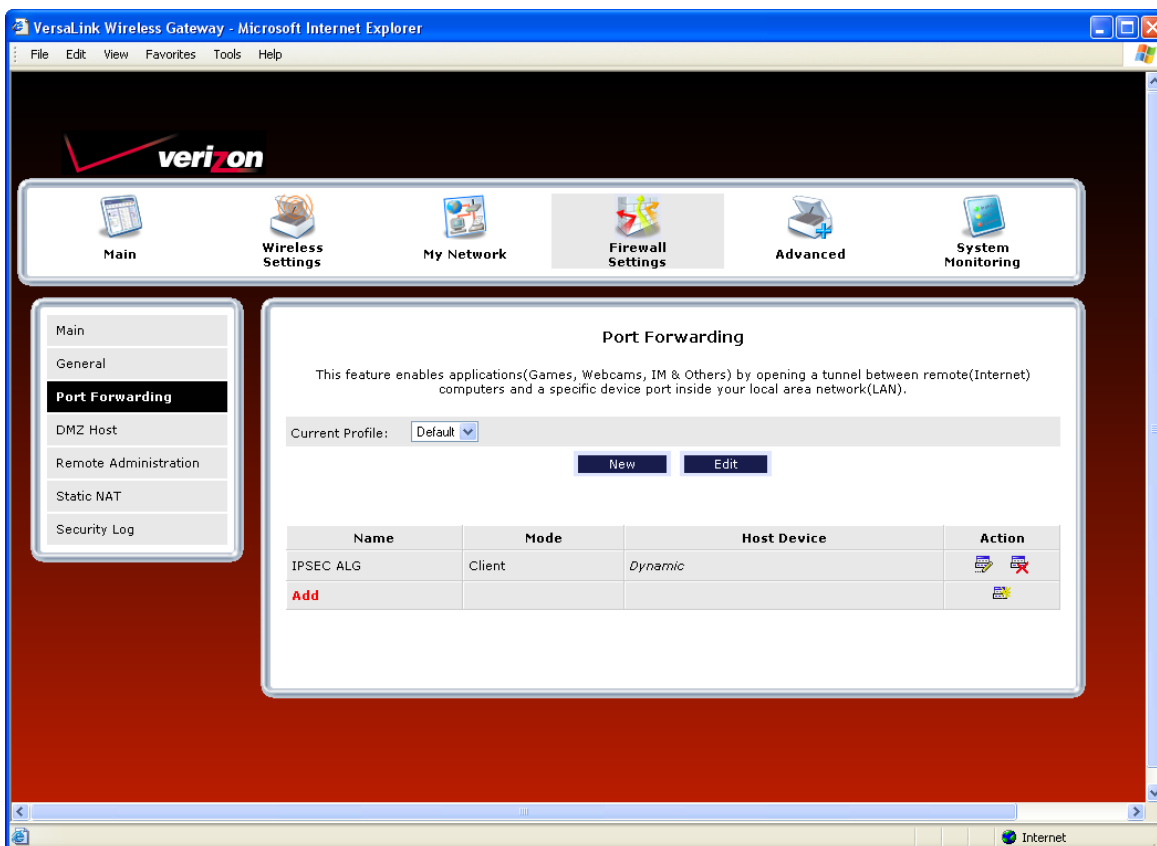 VersaLink Wireless Gateway - Microsoft Internet Explorer
File Edit View Favorites Tools Help
verizon
Main
Wireless
Settings
My Network
Firewall
Settings
Advanced
System
Monitoring
Main
General
Port Forwarding
DMZ Host
Remote Administration
Static NAT
Security Log
Port Forwarding
This feature enables applications(Games, Webcams, IM & Others) by opening a tunnel between remote(Internet)
computers and a specific device port inside your local area network(LAN).
Current Profile: Default
New Edit
Name Mode Host Device Action
IPSEC ALG Client Dynamic
Add
Internet